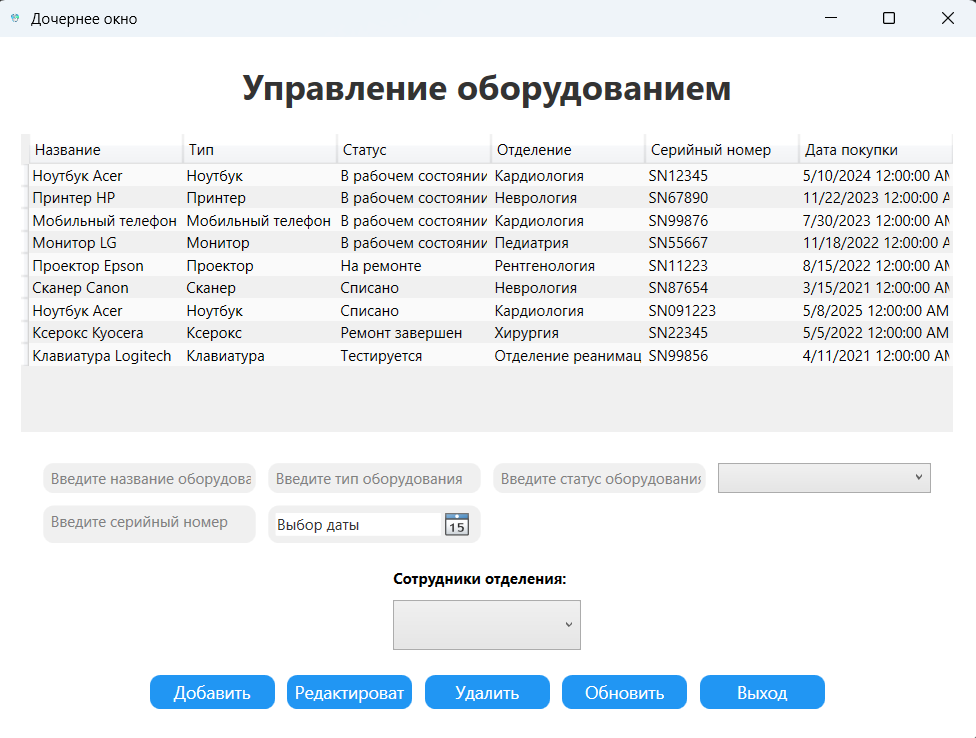 Дочернее окно
Управление оборудованием
Название Тип Статус Отделение Серийный номер Дата покупки
Ноутбук Acer Ноутбук В рабочем состоянии Кардиология SN12345 5/10/2024 12:00:00 AM
Принтер HP Принтер В рабочем состоянии Неврология SN67890 11/22/2023 12:00:00 A
Мобильный телефон Мобильный телефон В рабочем состоянии Кардиология SN99876 7/30/2023 12:00:00 AM
Монитор LG Монитор В рабочем состоянии Педиатрия SN55667 11/18/2022 12:00:00 A
Проектор Epson Проектор На ремонте Рентгенология SN11223 8/15/2022 12:00:00 AM
Сканер Canon Сканер Списано Неврология SN87654 3/15/2021 12:00:00 AM
Ноутбук Acer Ноутбук Списано Кардиология SN091223 5/8/2025 12:00:00 AM
Ксерокс Kyocera Ксерокс Ремонт завершен Хирургия SN22345 5/5/2022 12:00:00 AM
Клавиатура Logitech Клавиатура Тестируется Отделение реанимац SN99856 4/11/2021 12:00:00 AM
Введите название оборудова Введите тип оборудования Введите статус оборудования
Введите серийный номер Выбор даты 15
Сотрудники отделения:
Добавить Редактироват Удалить Обновить Выход